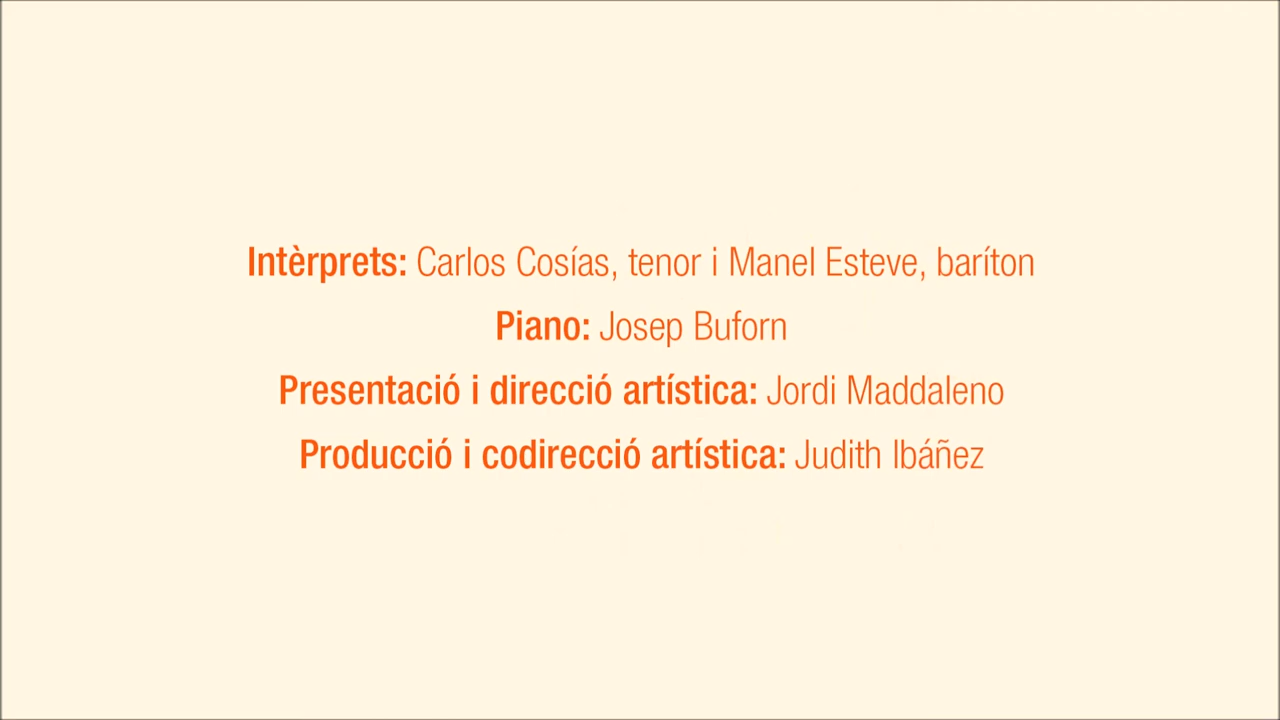 Intèrprets: Carlos Cosías, tenor i Manel Esteve, baríton
Piano: Josep Buforn
Presentació i direcció artística: Jordi Maddaleno
Producció i codirecció artística: Judith Ibáñez